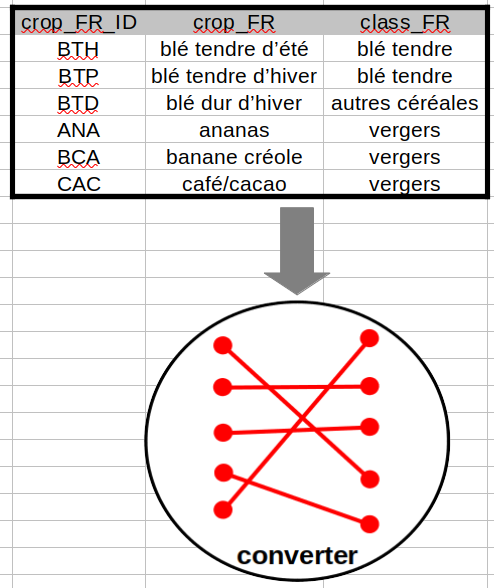 crop_FR_ID crop_FR class_FR
BTH blé tendre d’été blé tendre
BTP blé tendre d’hiver blé tendre
BTD blé dur d’hiver autres céréales
ANA ananas vergers
BCA banane créole vergers
CAC café/cacao vergers
converter